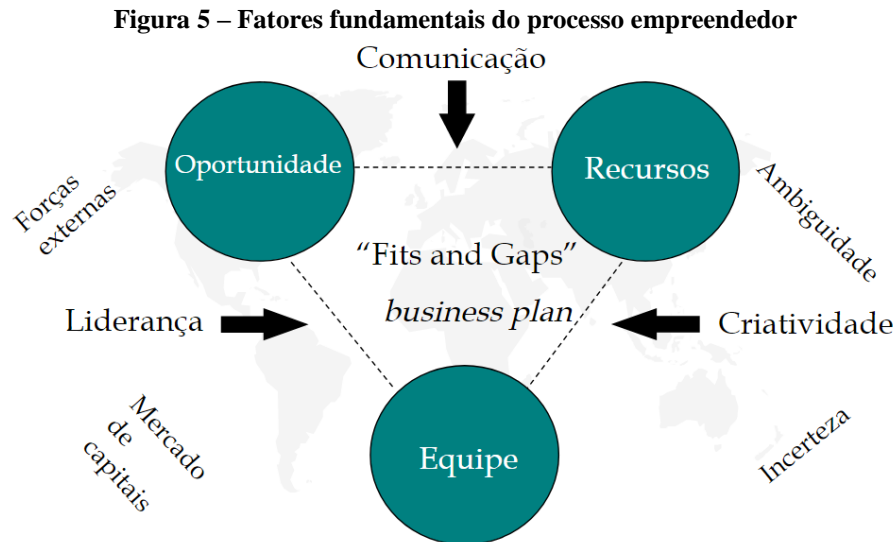 Figura 5 – Fatores fundamentais do processo empreendedor
Comunicação
Oportunidade
Recursos
Forças
externas
Ambiguidade
“Fits and Gaps”
business plan
Liderança
Criatividade
Mercado
de
capitais
Equipe
Incerteza